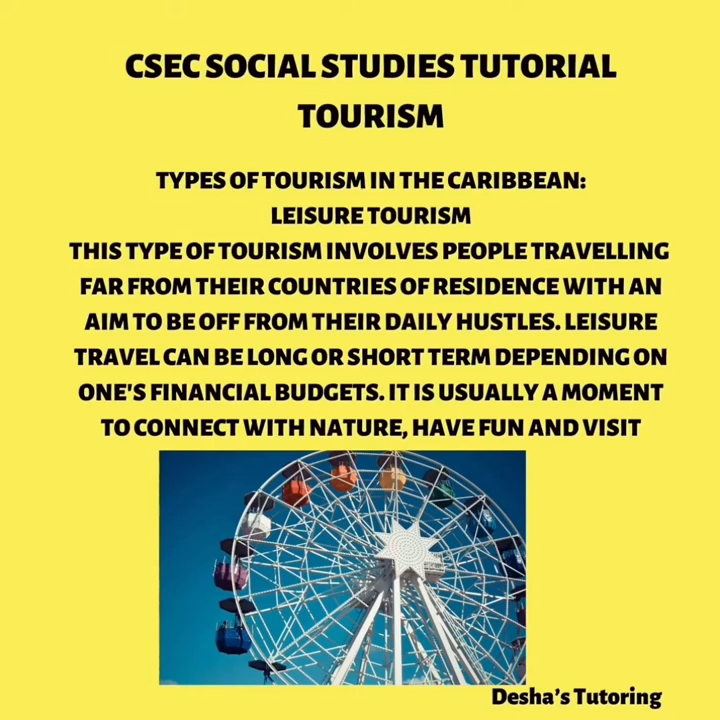 CSEC SOCIAL STUDIES TUTORIAL
TOURISM
TYPES OF TOURISM IN THE CARIBBEAN:
LEISURE TOURISM
THIS TYPE OF TOURISM INVOLVES PEOPLE TRAVELLING
FAR FROM THEIR COUNTRIES OF RESIDENCE WITH AN
AIM TO BE OFF FROM THEIR DAILY HUSTLES. LEISURE
TRAVEL CAN BE LONG OR SHORT TERM DEPENDING ON
ONE'S FINANCIAL BUDGETS. IT IS USUALLY A MOMENT
TO CONNECT WITH NATURE, HAVE FUN AND VISIT
Desha's Tutoring